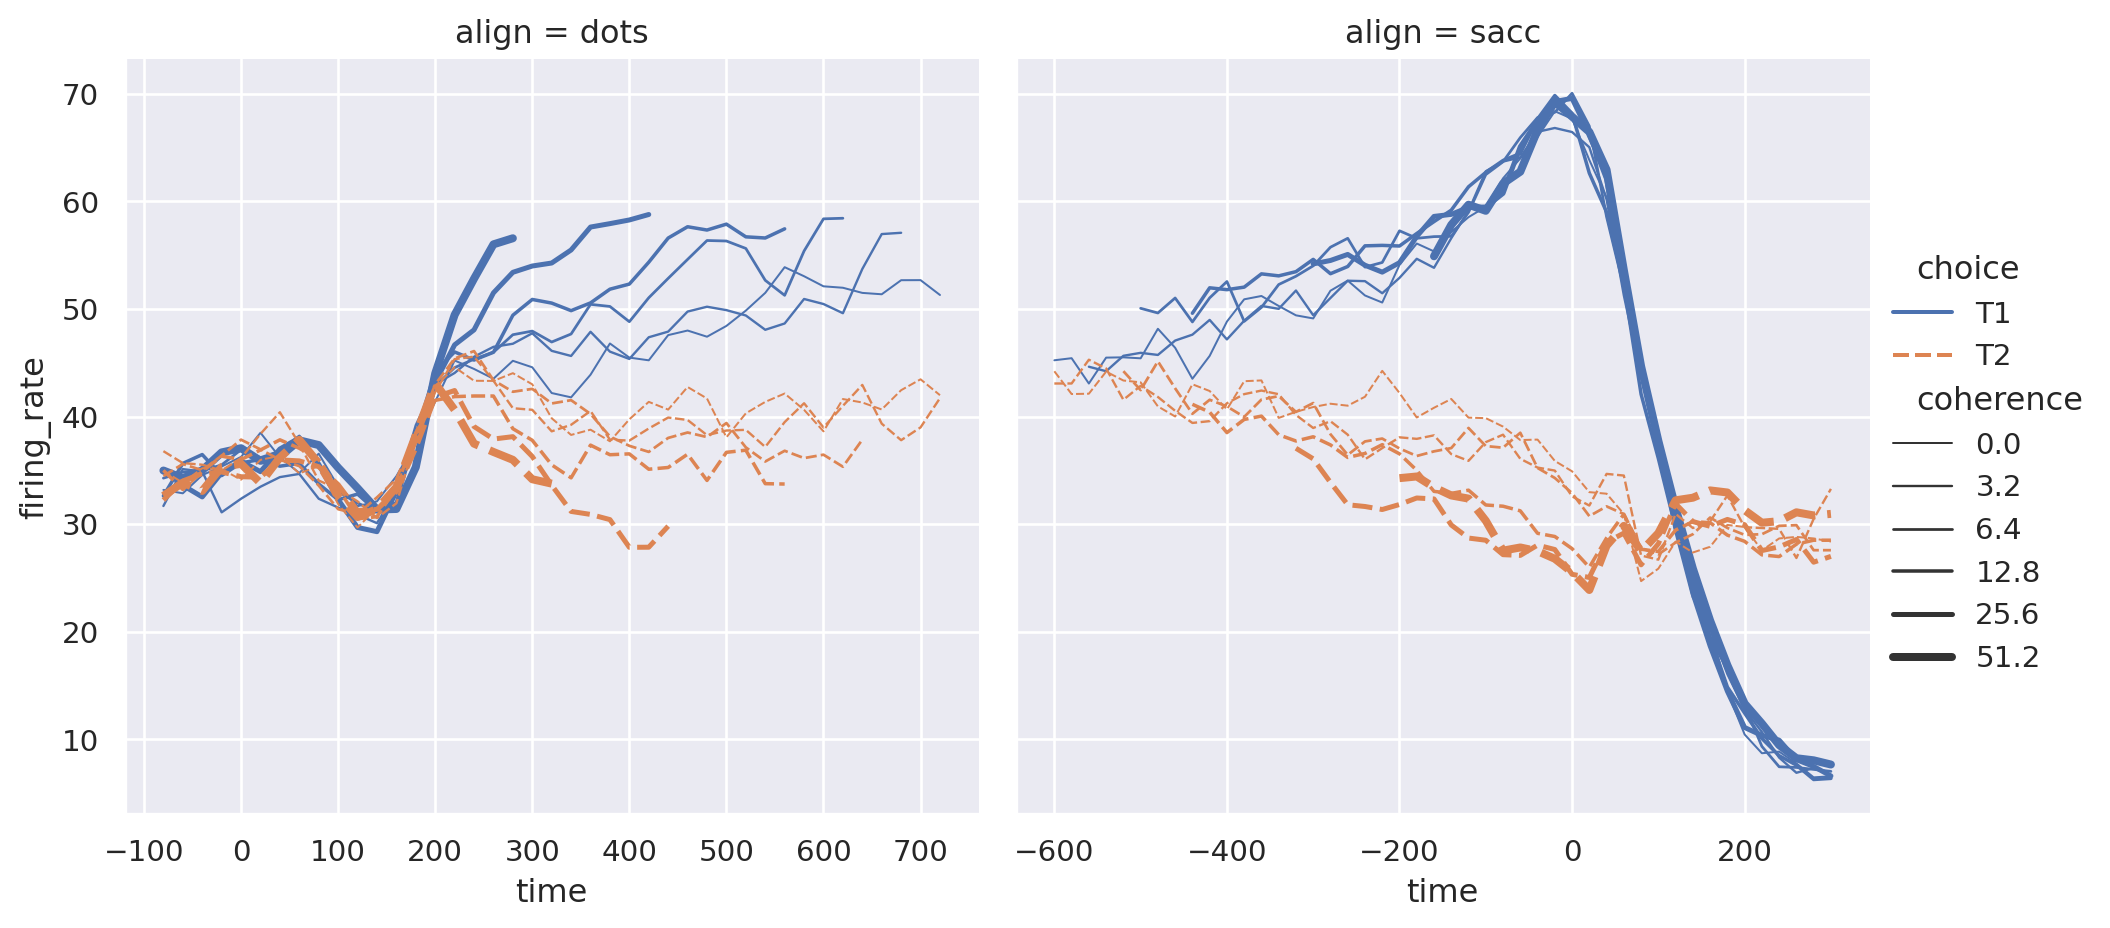 align = dots
align = sacc
firing_rate
70
60
50
40
30
20
10
−100 0 100 200 300 400 500 600 700
time
−600 −400 −200 0 200
time
choice
T1
T2
coherence
0.0
3.2
6.4
12.8
25.6
51.2